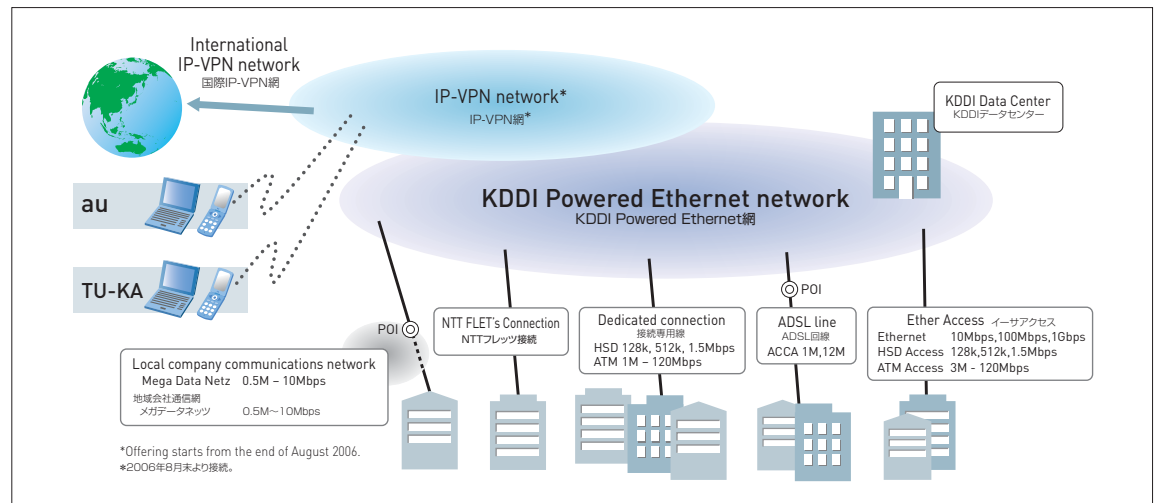 International
IP-VPN network
国際IP-VPN網
IP-VPN network*
IP-VPN網*
KDDI Data Center
KDDIデータセンター
au
KDDI Powered Ethernet network
KDDI Powered Ethernet網
TU-KA
POI
POI
Local company communications network
Mega Data Netz 0.5M – 10Mbps
地域会社通信網
メガデータネッツ 0.5M～10Mbps
NTT FLET's Connection
NTTフレッツ接続
Dedicated connection
接続専用線
HSD 128k, 512k, 1.5Mbps
ATM 1M – 120Mbps
ADSL line
ADSL回線
ACCA 1M,12M
Ether Access イーサアクセス
Ethernet 10Mbps,100Mbps,1Gbps
HSD Access 128k,512k,1.5Mbps
ATM Access 3M - 120Mbps
*Offering starts from the end of August 2006.
*2006年8月末より接続。